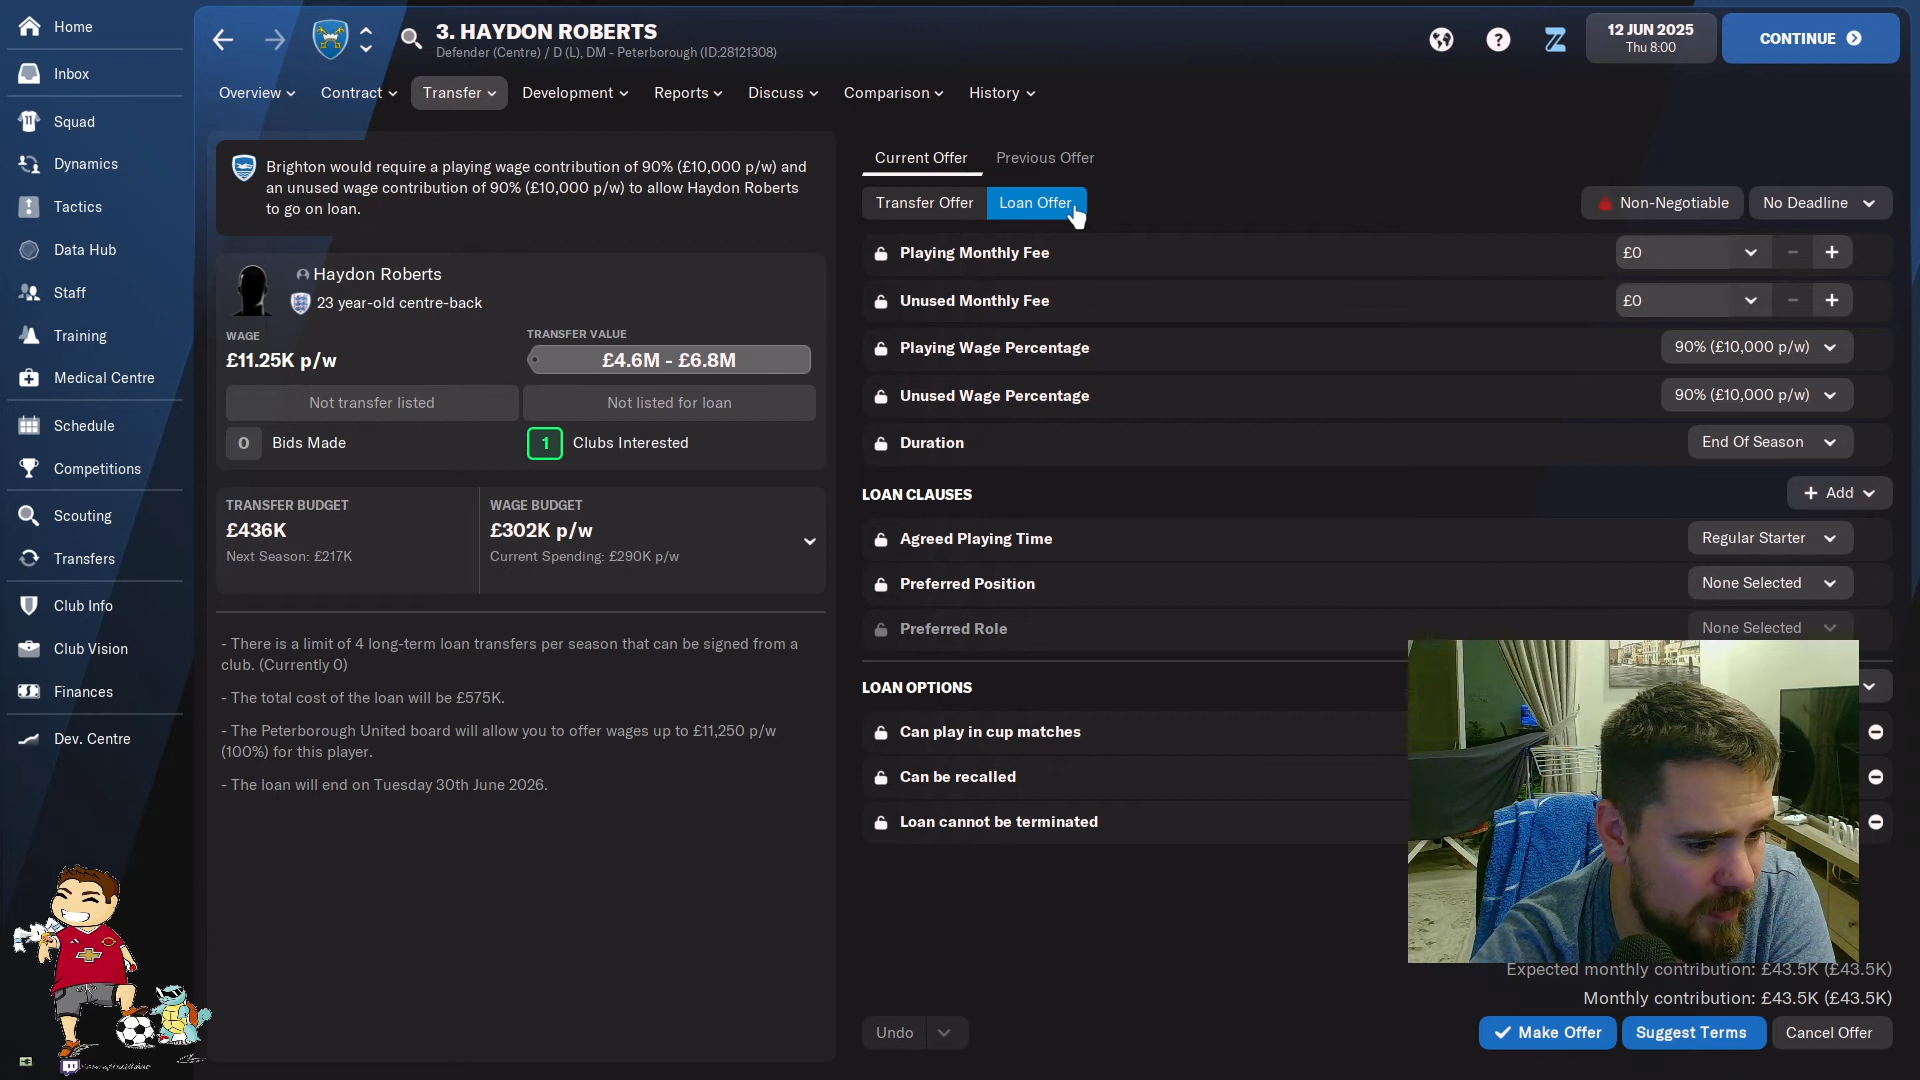 Home
Inbox
Squad
Dynamics
Tactics
Data Hub
Staff
Training
Medical Centre
Schedule
Competitions
Scouting
Transfers
Club Info
Club Vision
Finances
Dev. Centre
3. HAYDON ROBERTS
Defender (Centre) / D (L), DM - Peterborough (ID:28121308)
12 JUN 2025
Thu 8:00
CONTINUE
Overview
Contract
Transfer
Development
Reports
Discuss
Comparison
History
Brighton would require a playing wage contribution of 90% (£10,000 p/w) and
an unused wage contribution of 90% (£10,000 p/w) to allow Haydon Roberts
to go on loan.
Haydon Roberts
23 year-old centre-back
WAGE
£11.25K p/w
TRANSFER VALUE
£4.6M - £6.8M
Not transfer listed
Not listed for loan
0 Bids Made
1 Clubs Interested
TRANSFER BUDGET
£436K
Next Season: £217K
WAGE BUDGET
£302K p/w
Current Spending: £290K p/w
- There is a limit of 4 long-term loan transfers per season that can be signed from a
club. (Currently 0)
- The total cost of the loan will be £575K.
- The Peterborough United board will allow you to offer wages up to £11,250 p/w
(100%) for this player.
- The loan will end on Tuesday 30th June 2026.
Current Offer
Previous Offer
Transfer Offer
Loan Offer
Non-Negotiable
No Deadline
Playing Monthly Fee £0
Unused Monthly Fee £0
Playing Wage Percentage 90% (£10,000 p/w)
Unused Wage Percentage 90% (£10,000 p/w)
Duration End Of Season
LOAN CLAUSES
Add
Agreed Playing Time Regular Starter
Preferred Position None Selected
Preferred Role None Selected
LOAN OPTIONS
Can play in cup matches
Can be recalled
Loan cannot be terminated
Expected monthly contribution: £43.5K (£43.5K)
Monthly contribution: £43.5K (£43.5K)
Undo
Make Offer
Suggest Terms
Cancel Offer